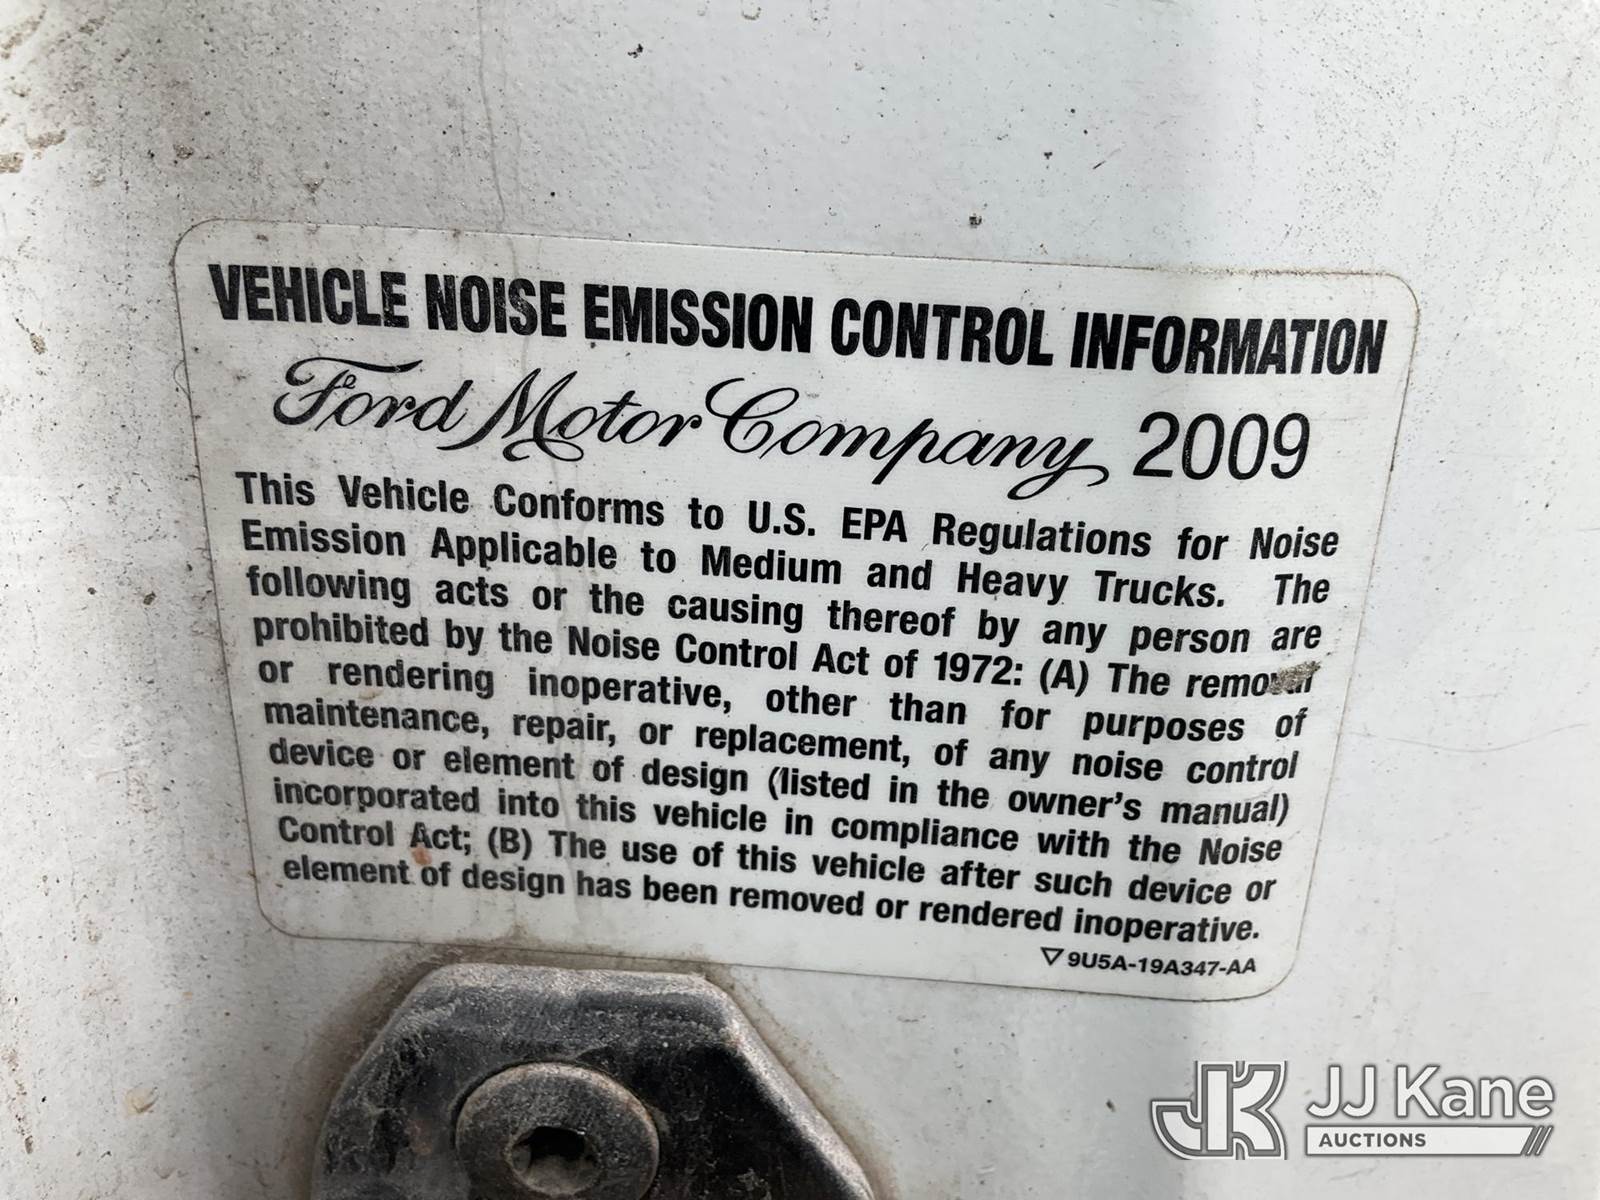 VEHICLE NOISE EMISSION CONTROL INFORMATION
Ford Motor Company 2009
This Vehicle Conforms to U.S. EPA Regulations for Noise
Emission Applicable to Medium and Heavy Trucks. The
following acts or the causing thereof by any person are
prohibited by the Noise Control Act of 1972: (A) The removal
or rendering inoperative, other than for purposes of
maintenance, repair, or replacement, of any noise control
device or element of design (listed in the owner's manual)
incorporated into this vehicle in compliance with the Noise
Control Act; (B) The use of this vehicle after such device or
element of design has been removed or rendered inoperative.
9U5A-19A347-AA
JK JJ Kane
AUCTIONS